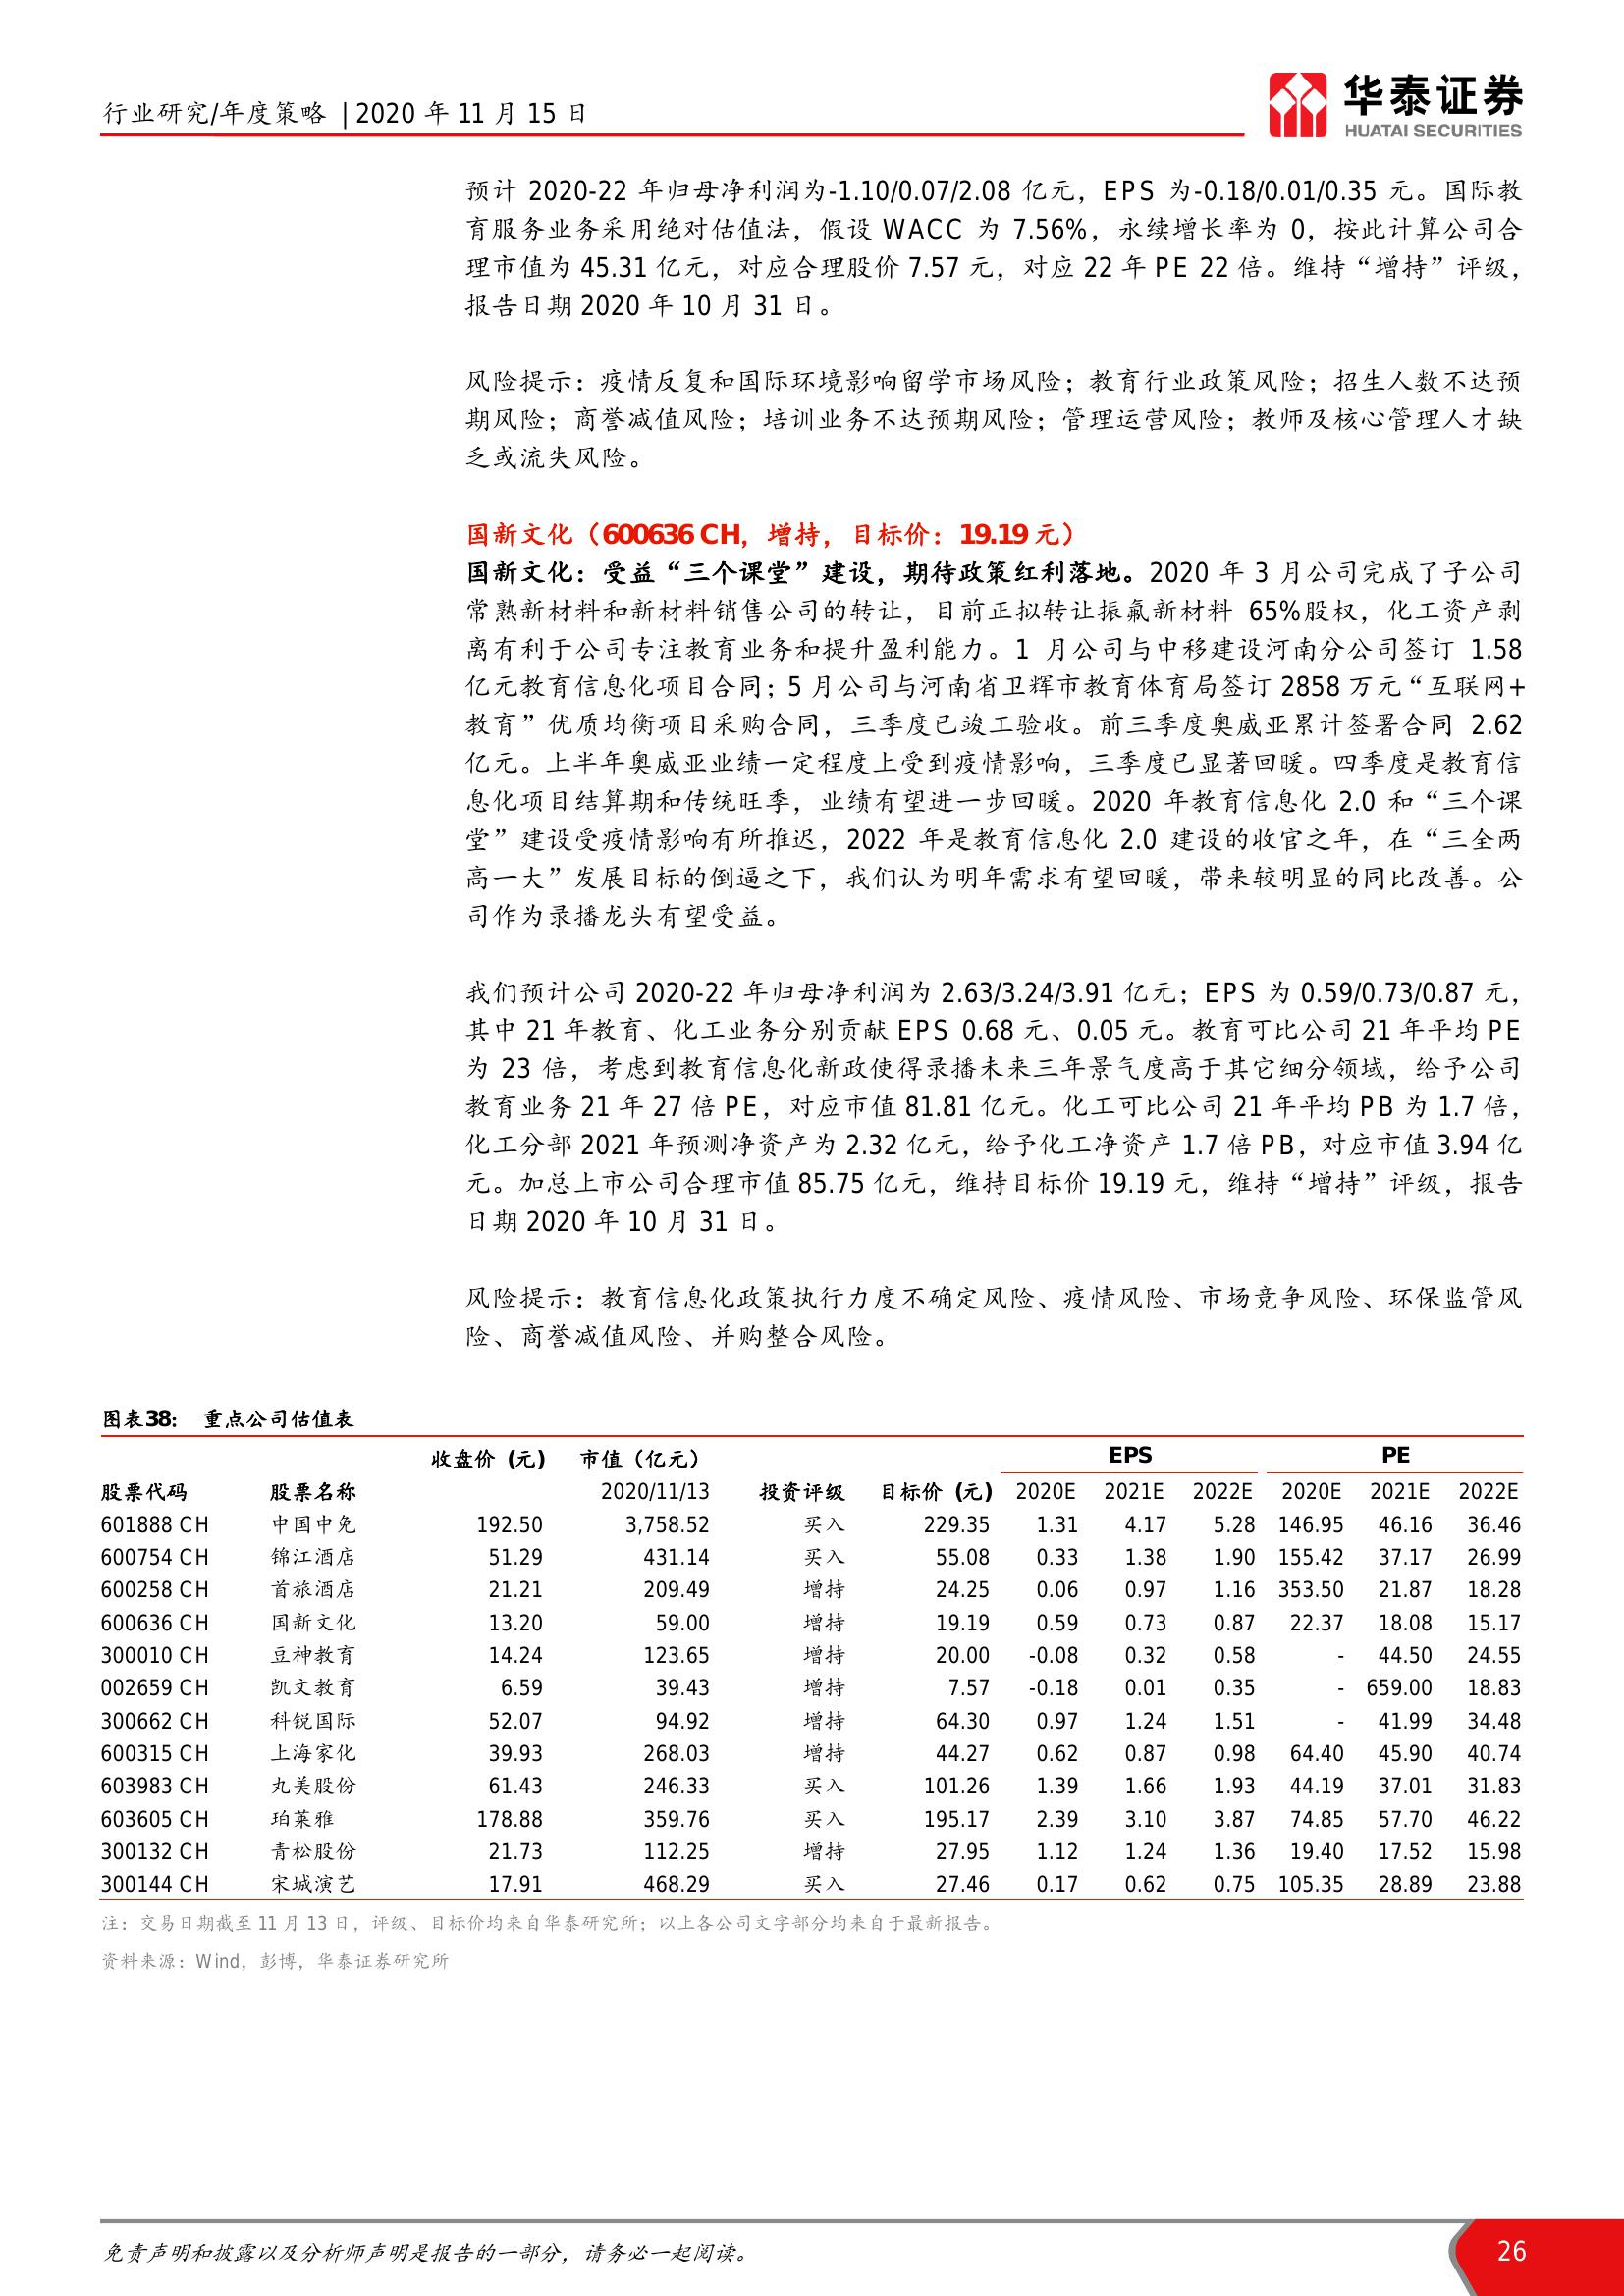 行业研究/年度策略 | 2020 年 11 月 15 日
华泰证券
HUATAI SECURITIES
预计 2020-22 年归母净利润为-1.10/0.07/2.08 亿元，EPS 为-0.18/0.01/0.35 元。国际教
育服务业务采用绝对估值法，假设 WACC 为 7.56%，永续增长率为 0，按此计算公司合
理市值为 45.31 亿元，对应合理股价 7.57 元，对应 22 年 PE 22 倍。维持“增持”评级，
报告日期 2020 年 10 月 31 日。
风险提示：疫情反复和国际环境影响留学市场风险；教育行业政策风险；招生人数不达预
期风险；商誉减值风险；培训业务不达预期风险；管理运营风险；教师及核心管理人才缺
乏或流失风险。
国新文化（600636 CH，增持，目标价：19.19 元）
国新文化：受益“三个课堂”建设，期待政策红利落地。2020 年 3 月公司完成了子公司
常熟新材料和新材料销售公司的转让，目前正拟转让振氟新材料 65%股权，化工资产剥
离有利于公司专注教育业务和提升盈利能力。1 月公司与中移建设河南分公司签订 1.58
亿元教育信息化项目合同；5 月公司与河南省卫辉市教育体育局签订 2858 万元“互联网+
教育”优质均衡项目采购合同，三季度已竣工验收。前三季度奥威亚累计签署合同 2.62
亿元。上半年奥威亚业绩一定程度上受到疫情影响，三季度已显著回暖。四季度是教育信
息化项目结算期和传统旺季，业绩有望进一步回暖。2020 年教育信息化 2.0 和“三个课
堂”建设受疫情影响有所推迟，2022 年是教育信息化 2.0 建设的收官之年，在“三全两
高一大”发展目标的倒逼之下，我们认为明年需求有望回暖，带来较明显的同比改善。公
司作为录播龙头有望受益。
我们预计公司 2020-22 年归母净利润为 2.63/3.24/3.91 亿元；EPS 为 0.59/0.73/0.87 元，
其中 21 年教育、化工业务分别贡献 EPS 0.68 元、0.05 元。教育可比公司 21 年平均 PE
为 23 倍，考虑到教育信息化新政使得录播未来三年景气度高于其它细分领域，给予公司
教育业务 21 年 27 倍 PE，对应市值 81.81 亿元。化工可比公司 21 年平均 PB 为 1.7 倍，
化工分部 2021 年预测净资产为 2.32 亿元，给予化工净资产 1.7 倍 PB，对应市值 3.94 亿
元。加总上市公司合理市值 85.75 亿元，维持目标价 19.19 元，维持“增持”评级，报告
日期 2020 年 10 月 31 日。
风险提示：教育信息化政策执行力度不确定风险、疫情风险、市场竞争风险、环保监管风
险、商誉减值风险、并购整合风险。
图表38： 重点公司估值表
收盘价 (元) 市值（亿元） EPS PE
股票代码 股票名称 2020/11/13 投资评级 目标价 (元) 2020E 2021E 2022E 2020E 2021E 2022E
601888 CH 中国中免 192.50 3,758.52 买入 229.35 1.31 4.17 5.28 146.95 46.16 36.46
600754 CH 锦江酒店 51.29 431.14 买入 55.08 0.33 1.38 1.90 155.42 37.17 26.99
600258 CH 首旅酒店 21.21 209.49 增持 24.25 0.06 0.97 1.16 353.50 21.87 18.28
600636 CH 国新文化 13.20 59.00 增持 19.19 0.59 0.73 0.87 22.37 18.08 15.17
300010 CH 豆神教育 14.24 123.65 增持 20.00 -0.08 0.32 0.58 - 44.50 24.55
002659 CH 凯文教育 6.59 39.43 增持 7.57 -0.18 0.01 0.35 - 659.00 18.83
300662 CH 科锐国际 52.07 94.92 增持 64.30 0.97 1.24 1.51 - 41.99 34.48
600315 CH 上海家化 39.93 268.03 增持 44.27 0.62 0.87 0.98 64.40 45.90 40.74
603983 CH 丸美股份 61.43 246.33 买入 101.26 1.39 1.66 1.93 44.19 37.01 31.83
603605 CH 珀莱雅 178.88 359.76 买入 195.17 2.39 3.10 3.87 74.85 57.70 46.22
300132 CH 青松股份 21.73 112.25 增持 27.95 1.12 1.24 1.36 19.40 17.52 15.98
300144 CH 宋城演艺 17.91 468.29 买入 27.46 0.17 0.62 0.75 105.35 28.89 23.88
注：交易日期截至 11 月 13 日，评级、目标价均来自华泰研究所；以上各公司文字部分均来自于最新报告。
资料来源：Wind，彭博，华泰证券研究所
免责声明和披露以及分析师声明是报告的一部分，请务必一起阅读。
26